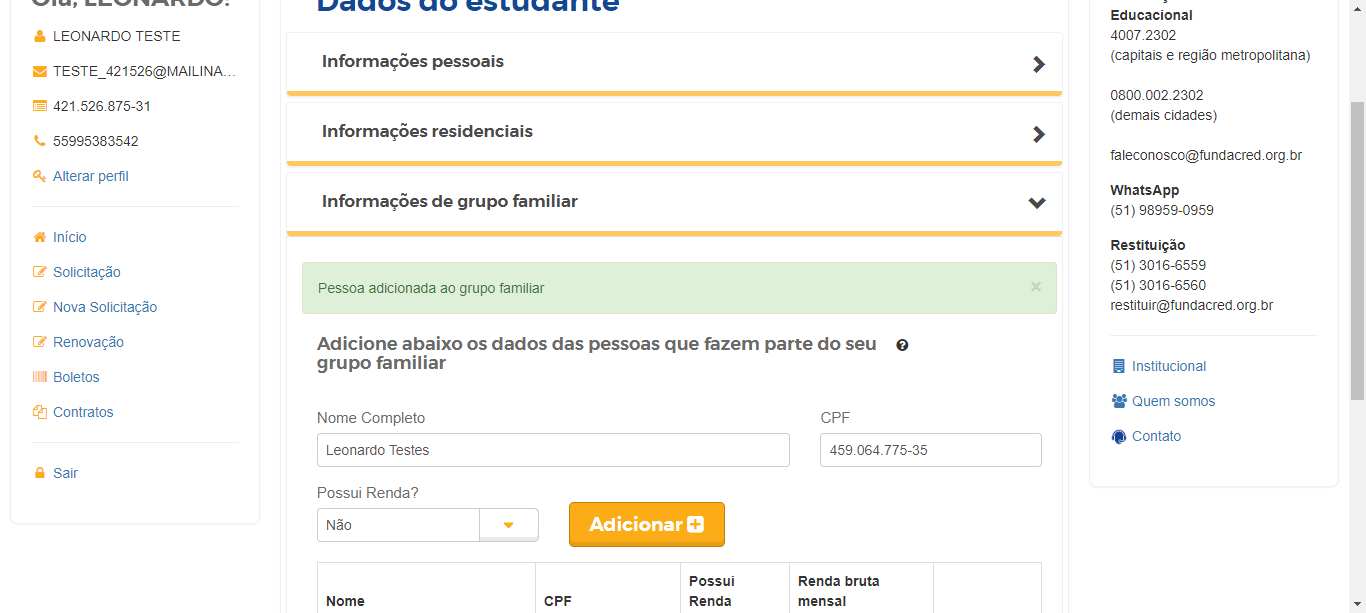 Olá, LEONARDO!
LEONARDO TESTE
TESTE_421526@MAILINA...
421.526.875-31
55995383542
Alterar perfil
Início
Solicitação
Nova Solicitação
Renovação
Boletos
Contratos
Sair
Dados do estudante
Informações pessoais
Informações residenciais
Informações de grupo familiar
Pessoa adicionada ao grupo familiar
×
Adicione abaixo os dados das pessoas que fazem parte do seu
grupo familiar
Nome Completo
CPF
Leonardo Testes
459.064.775-35
Possui Renda?
Não
Adicionar
Nome
CPF
Possui
Renda
Renda bruta
mensal
Educacional
4007.2302
(capitais e região metropolitana)
0800.002.2302
(demais cidades)
faleconosco@fundacred.org.br
WhatsApp
(51) 98959-0959
Restituição
(51) 3016-6559
(51) 3016-6560
restituir@fundacred.org.br
Institucional
Quem somos
Contato